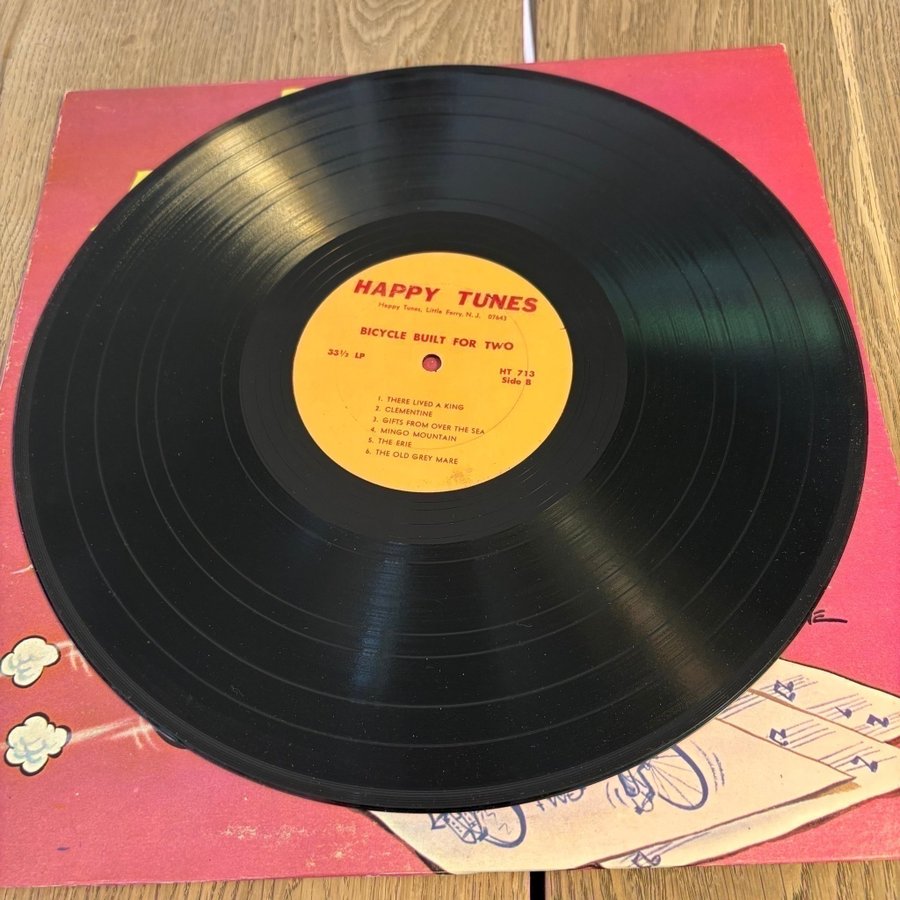 HAPPY TUNES
Happy Tunes, Little Ferry, N. J. 07643
BICYCLE BUILT FOR TWO
33⅓ LP
HT 713
Side B
1. THERE LIVED A KING
2. CLEMENTINE
3. GIFTS FROM OVER THE SEA
4. MINGO MOUNTAIN
5. THE ERIE
6. THE OLD GREY MARE